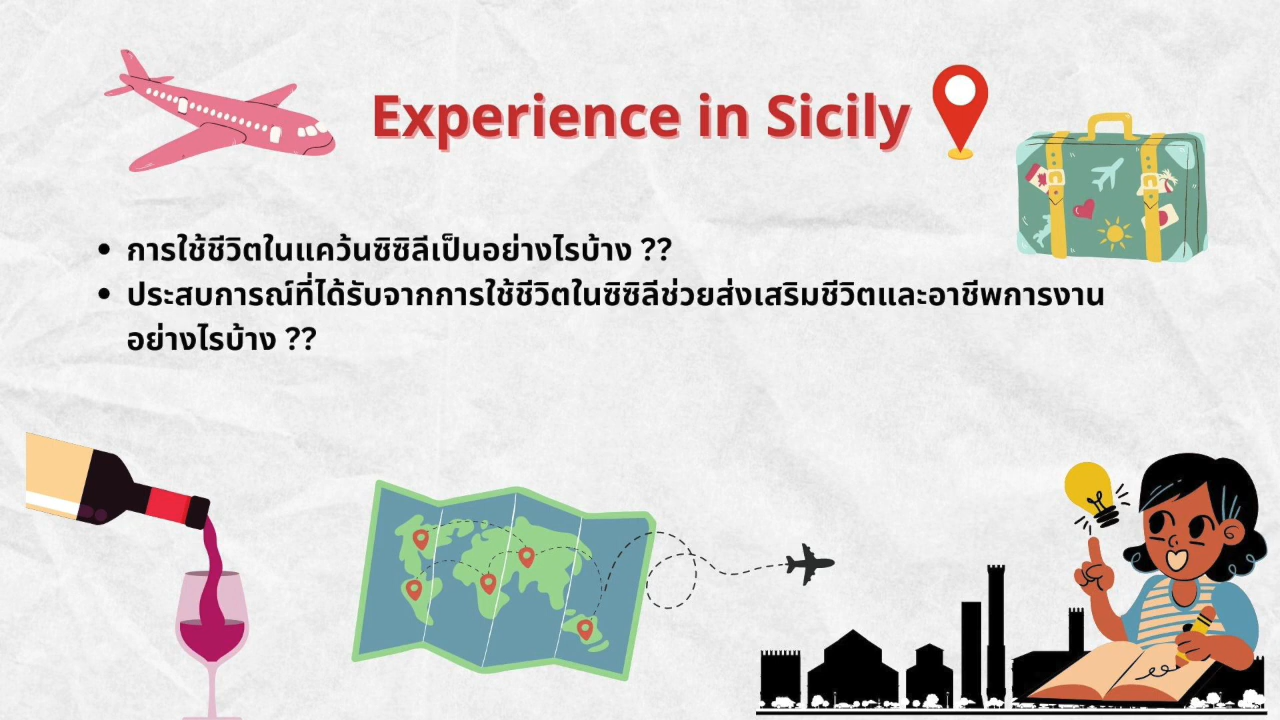 Experience in Sicily
• การใช้ชีวิตในแคว้นซิซิลีเป็นอย่างไรบ้าง ??
• ประสบการณ์ที่ได้รับจากการใช้ชีวิตในซิซิลีช่วยส่งเสริมชีวิตและอาชีพการงาน
อย่างไรบ้าง ??